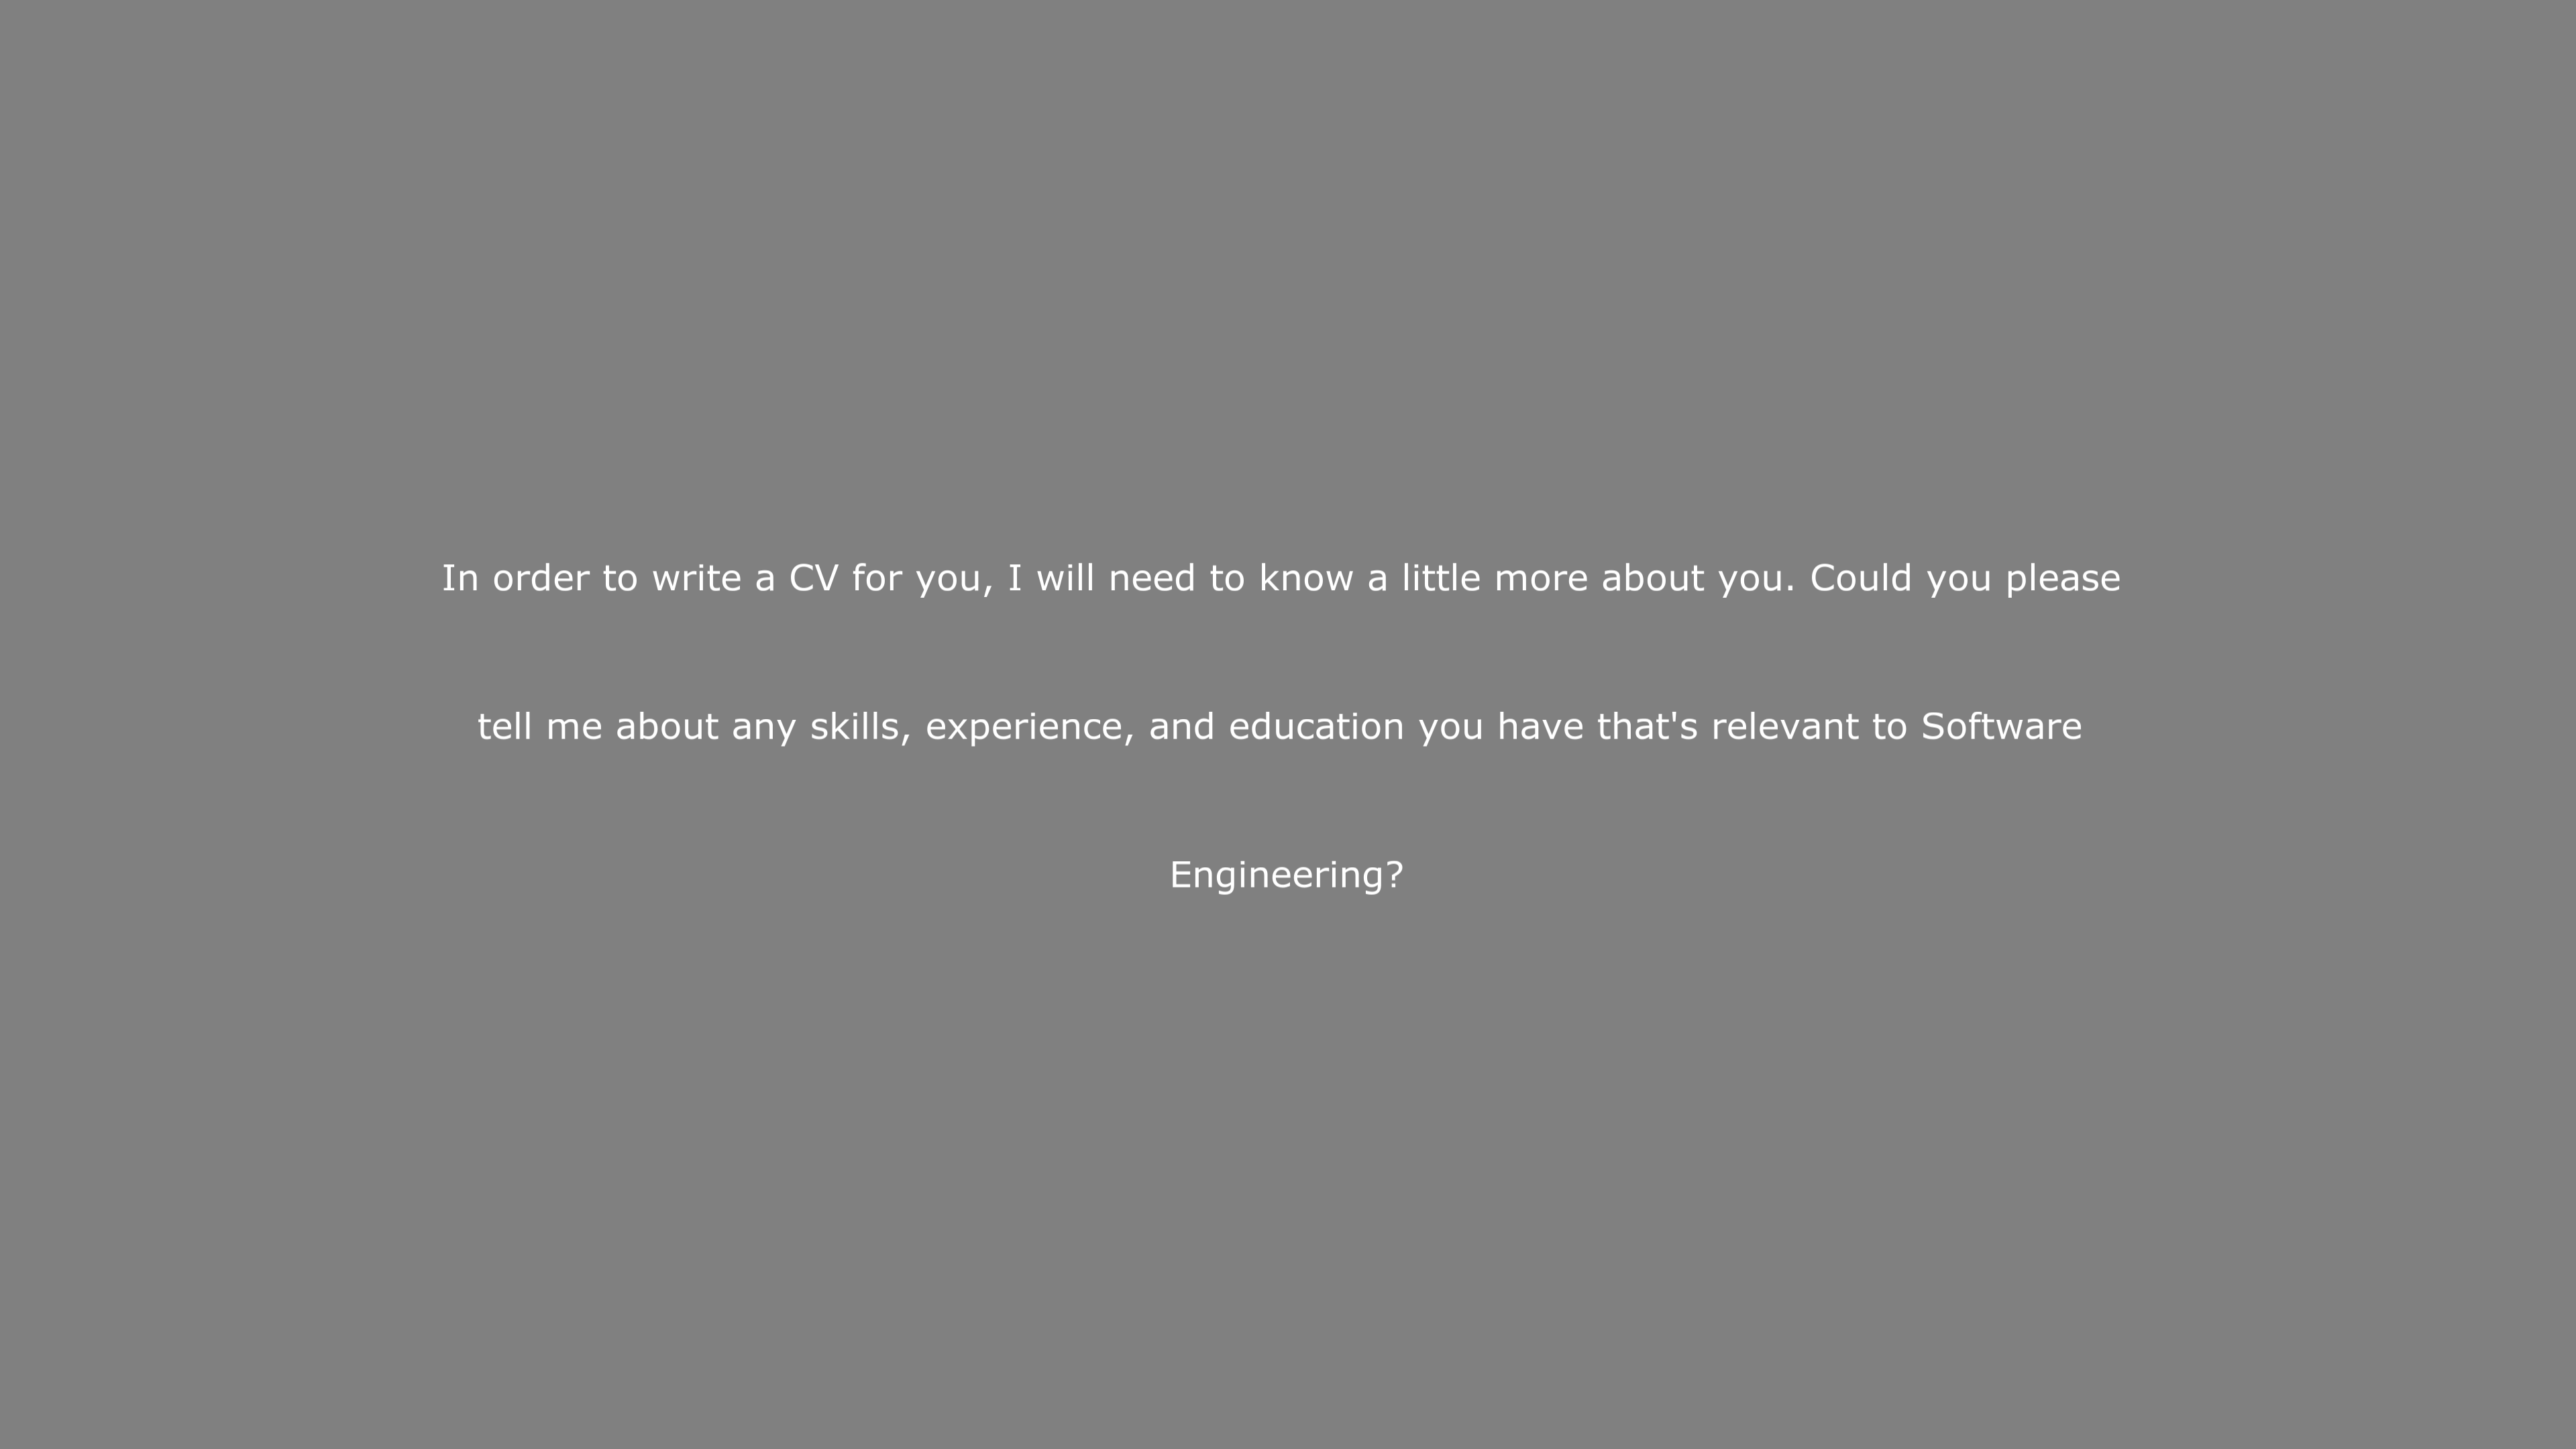 In order to write a CV for you, I will need to know a little more about you. Could you please
tell me about any skills, experience, and education you have that's relevant to Software
Engineering?